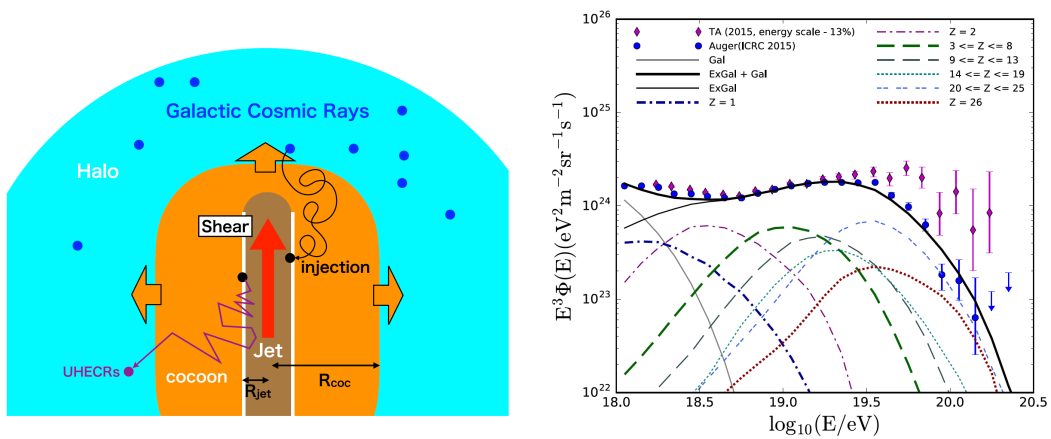 Galactic Cosmic Rays
Halo
Shear
injection
Jet
UHECRs
cocoon
R_jet
R_coc
10^26
10^25
10^24
10^23
10^22
E^3Φ(E)(eV^2m^-2sr^-1s^-1)
TA (2015, energy scale - 13%)
Auger(ICRC 2015)
Gal
ExGal + Gal
ExGal
Z = 1
Z = 2
3 <= Z <= 8
9 <= Z <= 13
14 <= Z <= 19
20 <= Z <= 25
Z = 26
18.0 18.5 19.0 19.5 20.0 20.5
log_10(E/eV)